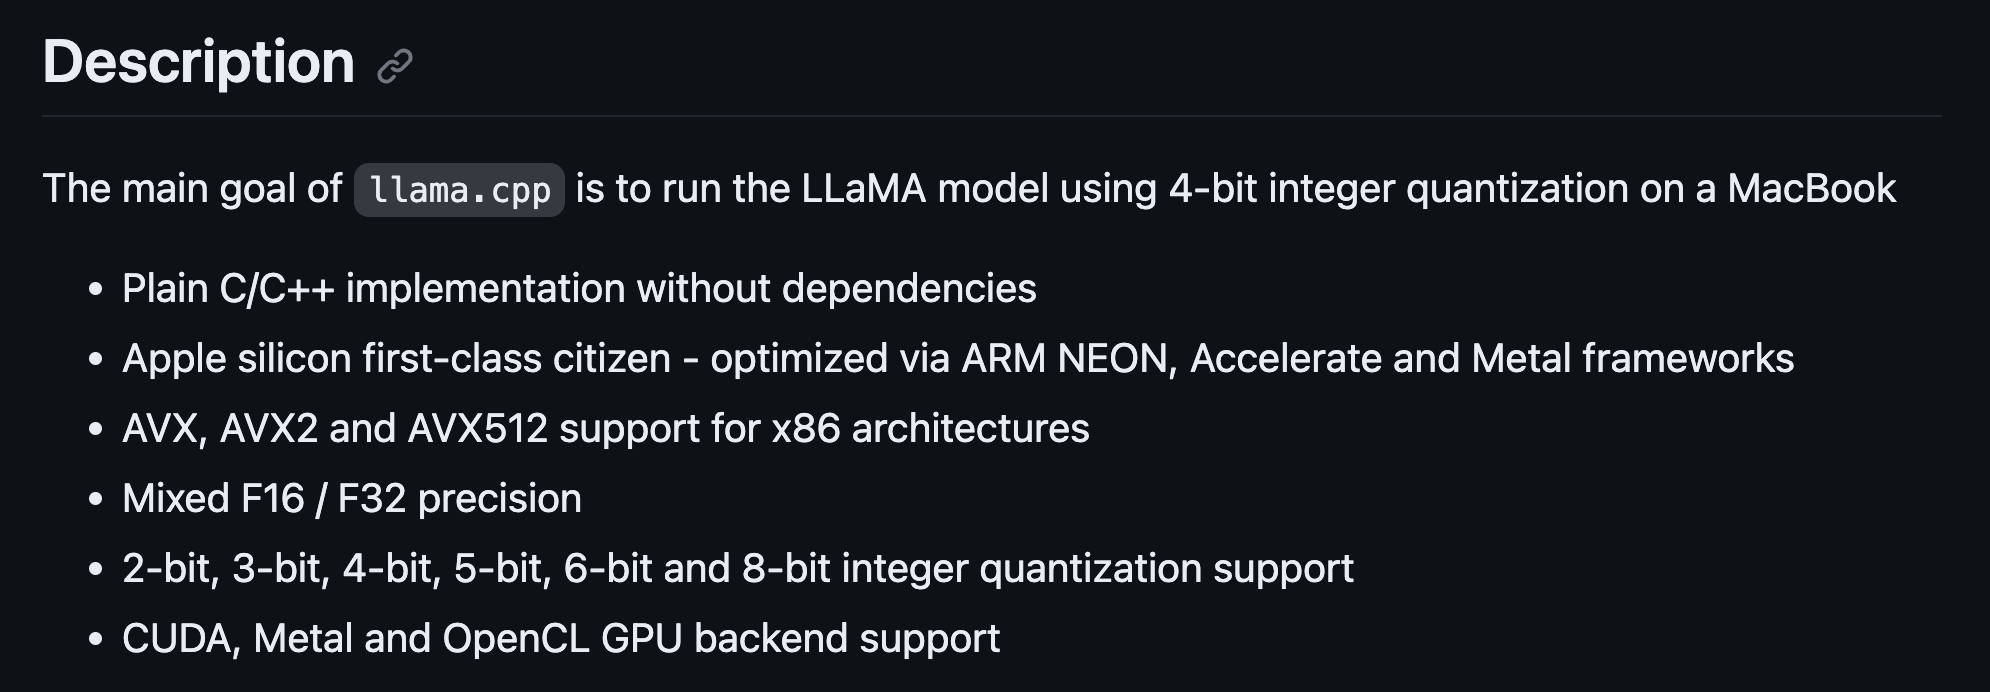 Description
The main goal of llama.cpp is to run the LLaMA model using 4-bit integer quantization on a MacBook
• Plain C/C++ implementation without dependencies
• Apple silicon first-class citizen - optimized via ARM NEON, Accelerate and Metal frameworks
• AVX, AVX2 and AVX512 support for x86 architectures
• Mixed F16 / F32 precision
• 2-bit, 3-bit, 4-bit, 5-bit, 6-bit and 8-bit integer quantization support
• CUDA, Metal and OpenCL GPU backend support